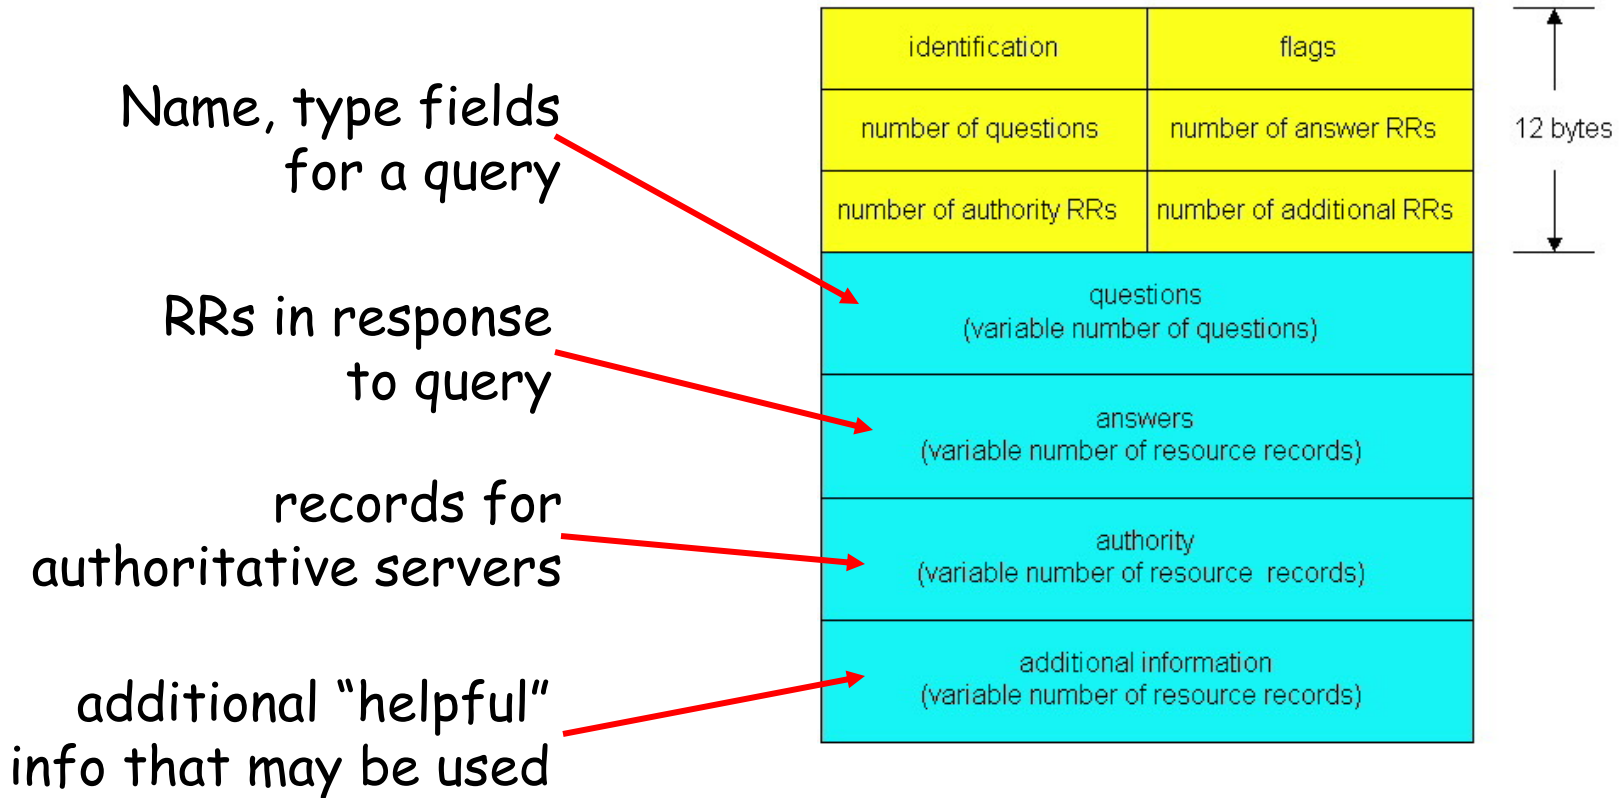 Name, type fields
for a query
RRs in response
to query
records for
authoritative servers
additional “helpful”
info that may be used
identification
flags
number of questions
number of answer RRs
number of authority RRs
number of additional RRs
12 bytes
questions
(variable number of questions)
answers
(variable number of resource records)
authority
(variable number of resource records)
additional information
(variable number of resource records)